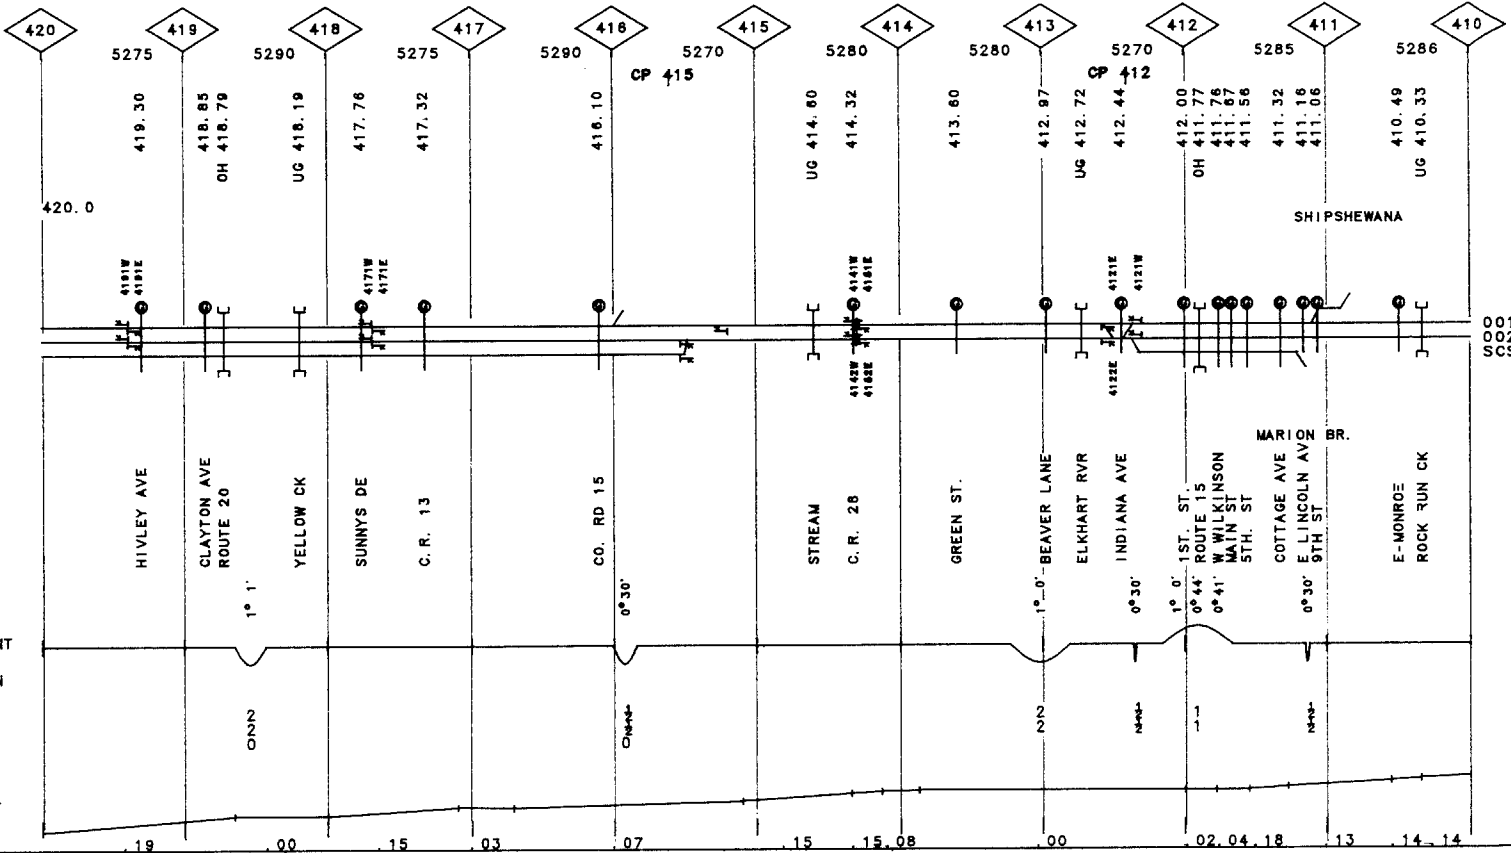 420 419 418 417 416 415 414 413 412 411 410
5275 5290 5275 5290 5270 5280 5280 5270 5285 5286
CP 415
CP 412
419.30
418.85
OH 418.79
UG 418.19
417.76
417.32
416.10
UG 414.60
414.32
413.60
412.97
UG 412.72
412.44
412.00
OH 411.77
411.76
411.67
411.56
411.32
411.16
411.06
410.49
UG 410.33
420.0
SHIPSHEWANA
4191W
4191E
4171W
4171E
4141W
4161E
4121E
4121W
001
002
SCS
4142W
4162E
4122E
MARION BR.
HIVLEY AVE
CLAYTON AVE
ROUTE 20
YELLOW CK
SUNNYS DE
C. R. 13
CO. RD 15
STREAM
C. R. 28
GREEN ST.
BEAVER LANE
ELKHART RVR
INDIANA AVE
1ST. ST.
ROUTE 15
W WILKINSON
MAIN ST
5TH. ST
COTTAGE AVE
E LINCOLN AV
9TH ST
E-MONROE
ROCK RUN CK
1° 1'
0°30'
1° 0'
0°30'
1° 0'
0°44'
0°41'
0°30'
2
2
0
0
2
2
1
1
.19 .00 .15 .03 .07 .15 .15 .08 .00 .02 .04 .18 .13 .14 .14